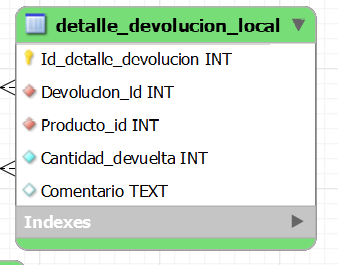 detalle_devolucion_local
Id_detalle_devolucion INT
Devolucion_id INT
Producto_id INT
Cantidad_devuelta INT
Comentario TEXT
Indexes